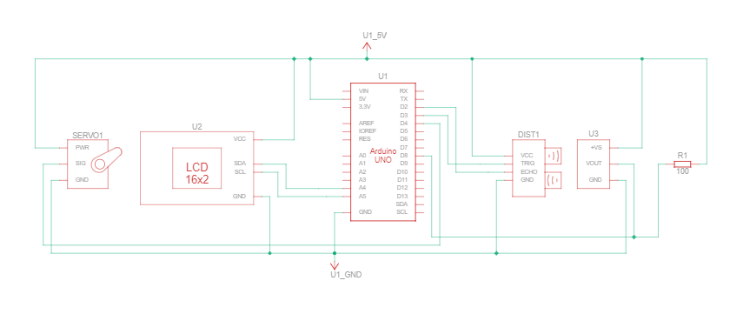 U1_5V
U1
VIN
5V
3.3V
AREF
IOREF
RES
A0
A1
A2
A3
A4
A5
GND
Arduino
UNO
RX
TX
D2
D3
D4
D5
D6
D7
D8
D9
D10
D11
D12
D13
SDA
SCL
SERVO1
PWR
SIG
GND
U2
LCD
16x2
VCC
SDA
SCL
GND
DIST1
VCC
TRIG
ECHO
GND
U3
+VS
VOUT
GND
R1
100
U1_GND